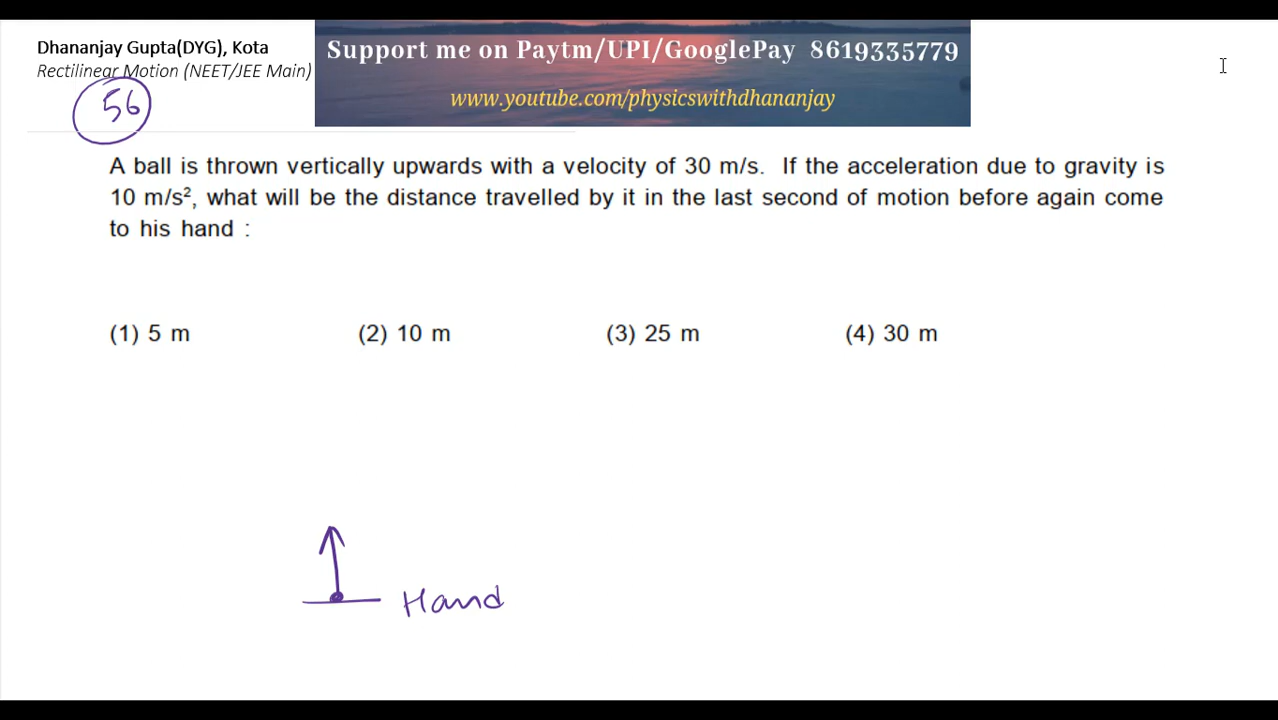 Dhananjay Gupta(DYG), Kota
Rectilinear Motion (NEET/JEE Main)
56
Support me on Paytm/UPI/GooglePay 8619335779
www.youtube.com/physicswithdhananjay
A ball is thrown vertically upwards with a velocity of 30 m/s. If the acceleration due to gravity is
10 m/s², what will be the distance travelled by it in the last second of motion before again come
to his hand :
(1) 5 m (2) 10 m (3) 25 m (4) 30 m
Hand